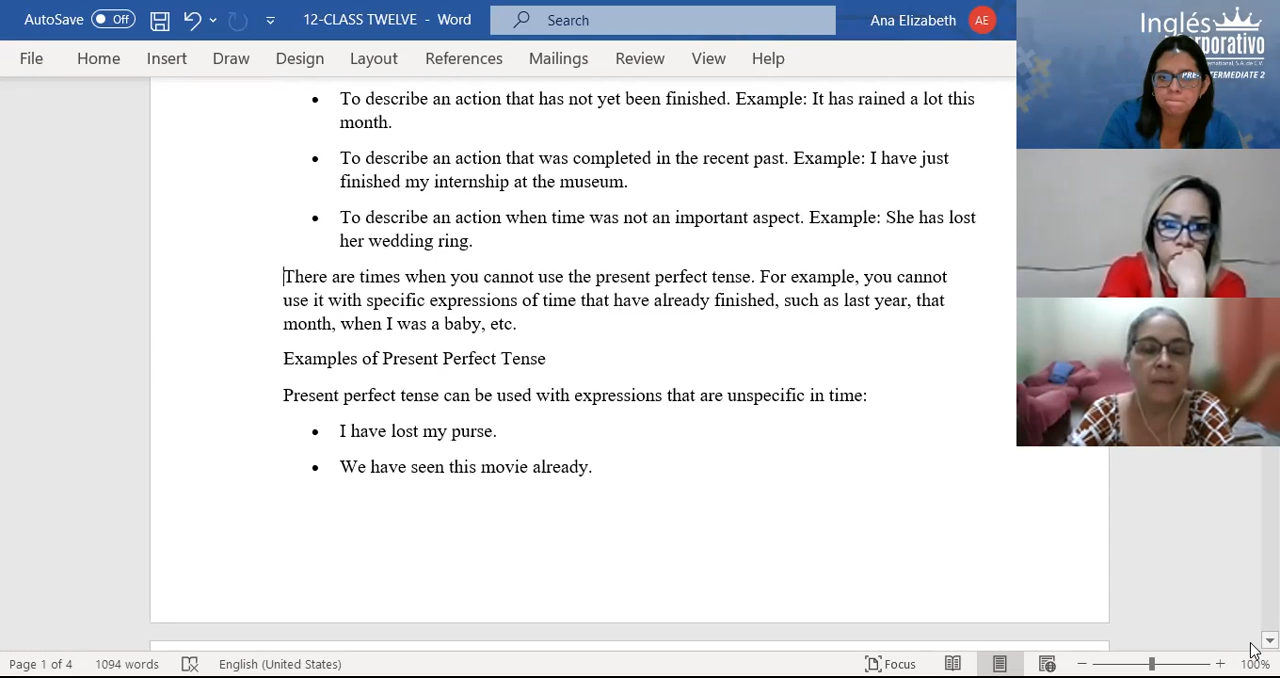 AutoSave Off 12-CLASS TWELVE - Word Search Ana Elizabeth AE
File Home Insert Draw Design Layout References Mailings Review View Help
Inglés
PRE-INTERMEDIATE 2
• To describe an action that has not yet been finished. Example: It has rained a lot this
month.
• To describe an action that was completed in the recent past. Example: I have just
finished my internship at the museum.
• To describe an action when time was not an important aspect. Example: She has lost
her wedding ring.
There are times when you cannot use the present perfect tense. For example, you cannot
use it with specific expressions of time that have already finished, such as last year, that
month, when I was a baby, etc.
Examples of Present Perfect Tense
Present perfect tense can be used with expressions that are unspecific in time:
• I have lost my purse.
• We have seen this movie already.
Page 1 of 4 1094 words English (United States) Focus 100%